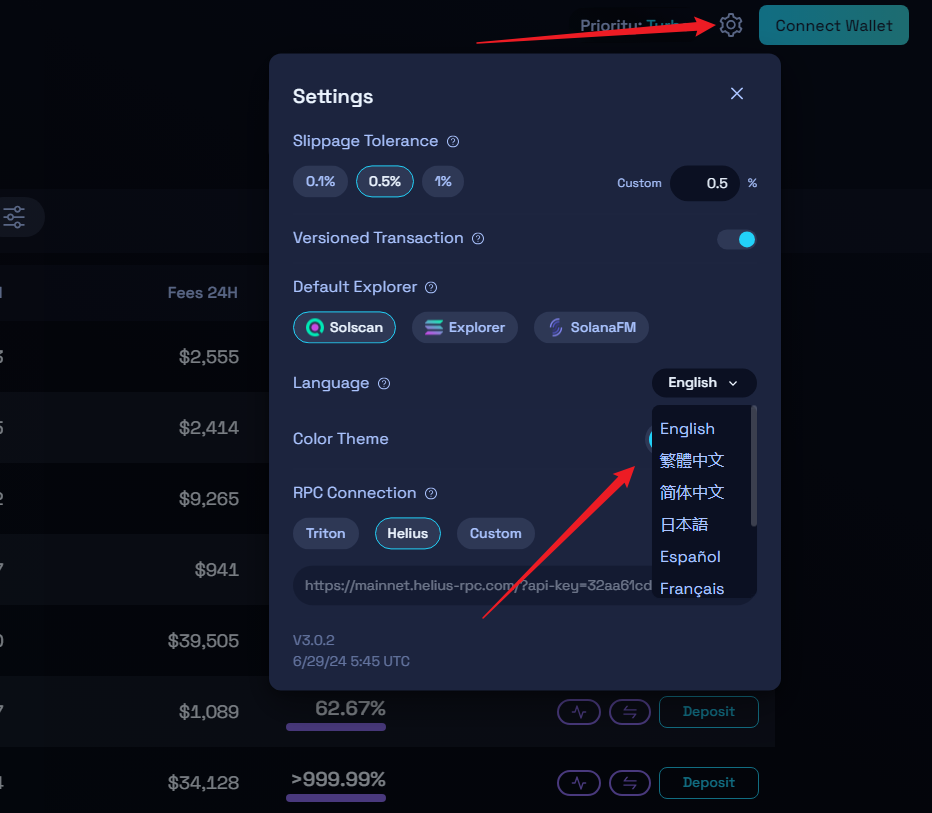 Priority: Turbo
Connect Wallet
Settings
Slippage Tolerance
0.1% 0.5% 1% Custom 0.5 %
Versioned Transaction
Default Explorer
Fees 24H
Solscan Explorer SolanaFM
$2,555
Language English
English
$2,414
Color Theme
繁體中文
RPC Connection
简体中文
$9,265
日本語
Triton Helius Custom
Español
$941
https://mainnet.helius-rpc.com/?api-key=32aa61cd
Français
V3.0.2
$39,505
6/29/24 5:45 UTC
$1,089 62.67% Deposit
$34,128 >999.99% Deposit